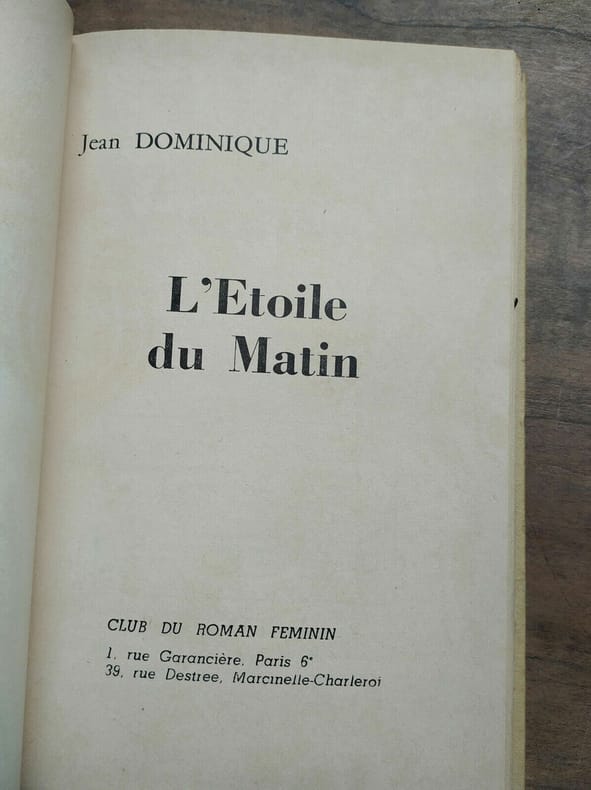 Jean DOMINIQUE
L'Etoile
du Matin
CLUB DU ROMAN FEMININ
1, rue Garancière, Paris 6e
39, rue Destree, Marcinelle-Charleroi